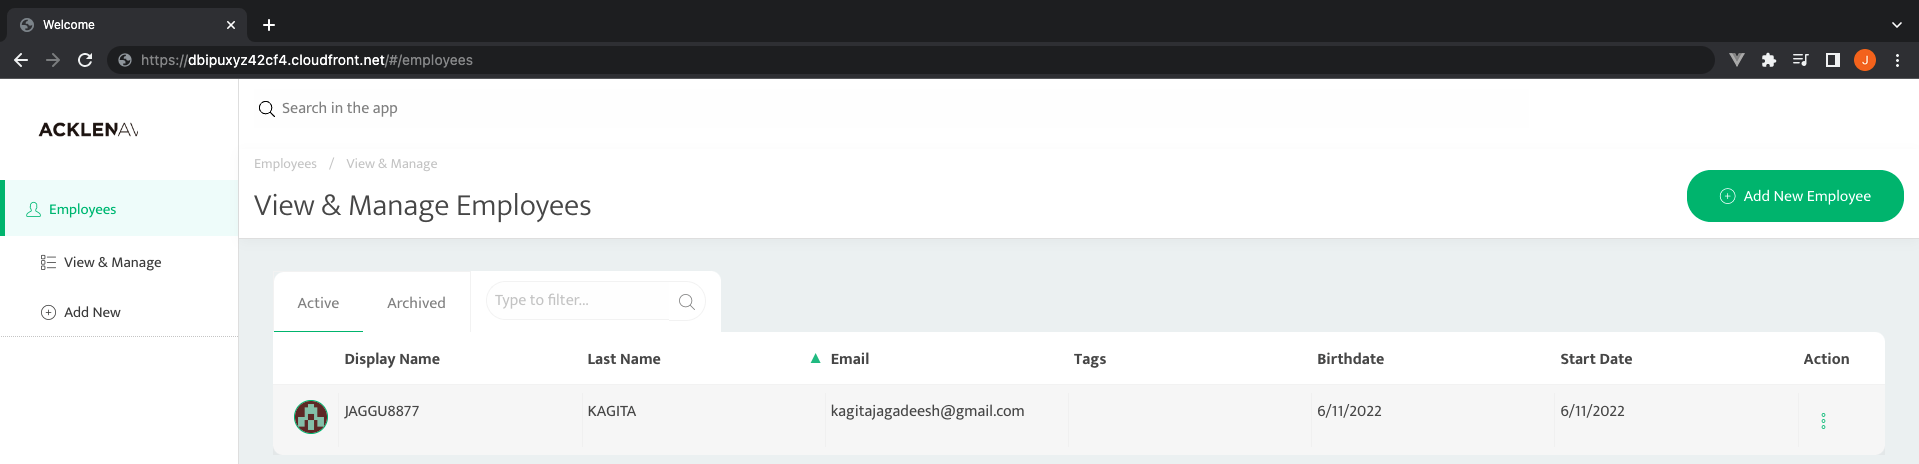 Welcome
https://dbipuxyz42cf4.cloudfront.net/#/employees
J
ACKLENAV
Search in the app
Employees / View & Manage
View & Manage Employees
Add New Employee
Employees
View & Manage
Add New
Active Archived Type to filter...
Display Name Last Name Email Tags Birthdate Start Date Action
JAGGU8877 KAGITA kagitajagadeesh@gmail.com 6/11/2022 6/11/2022